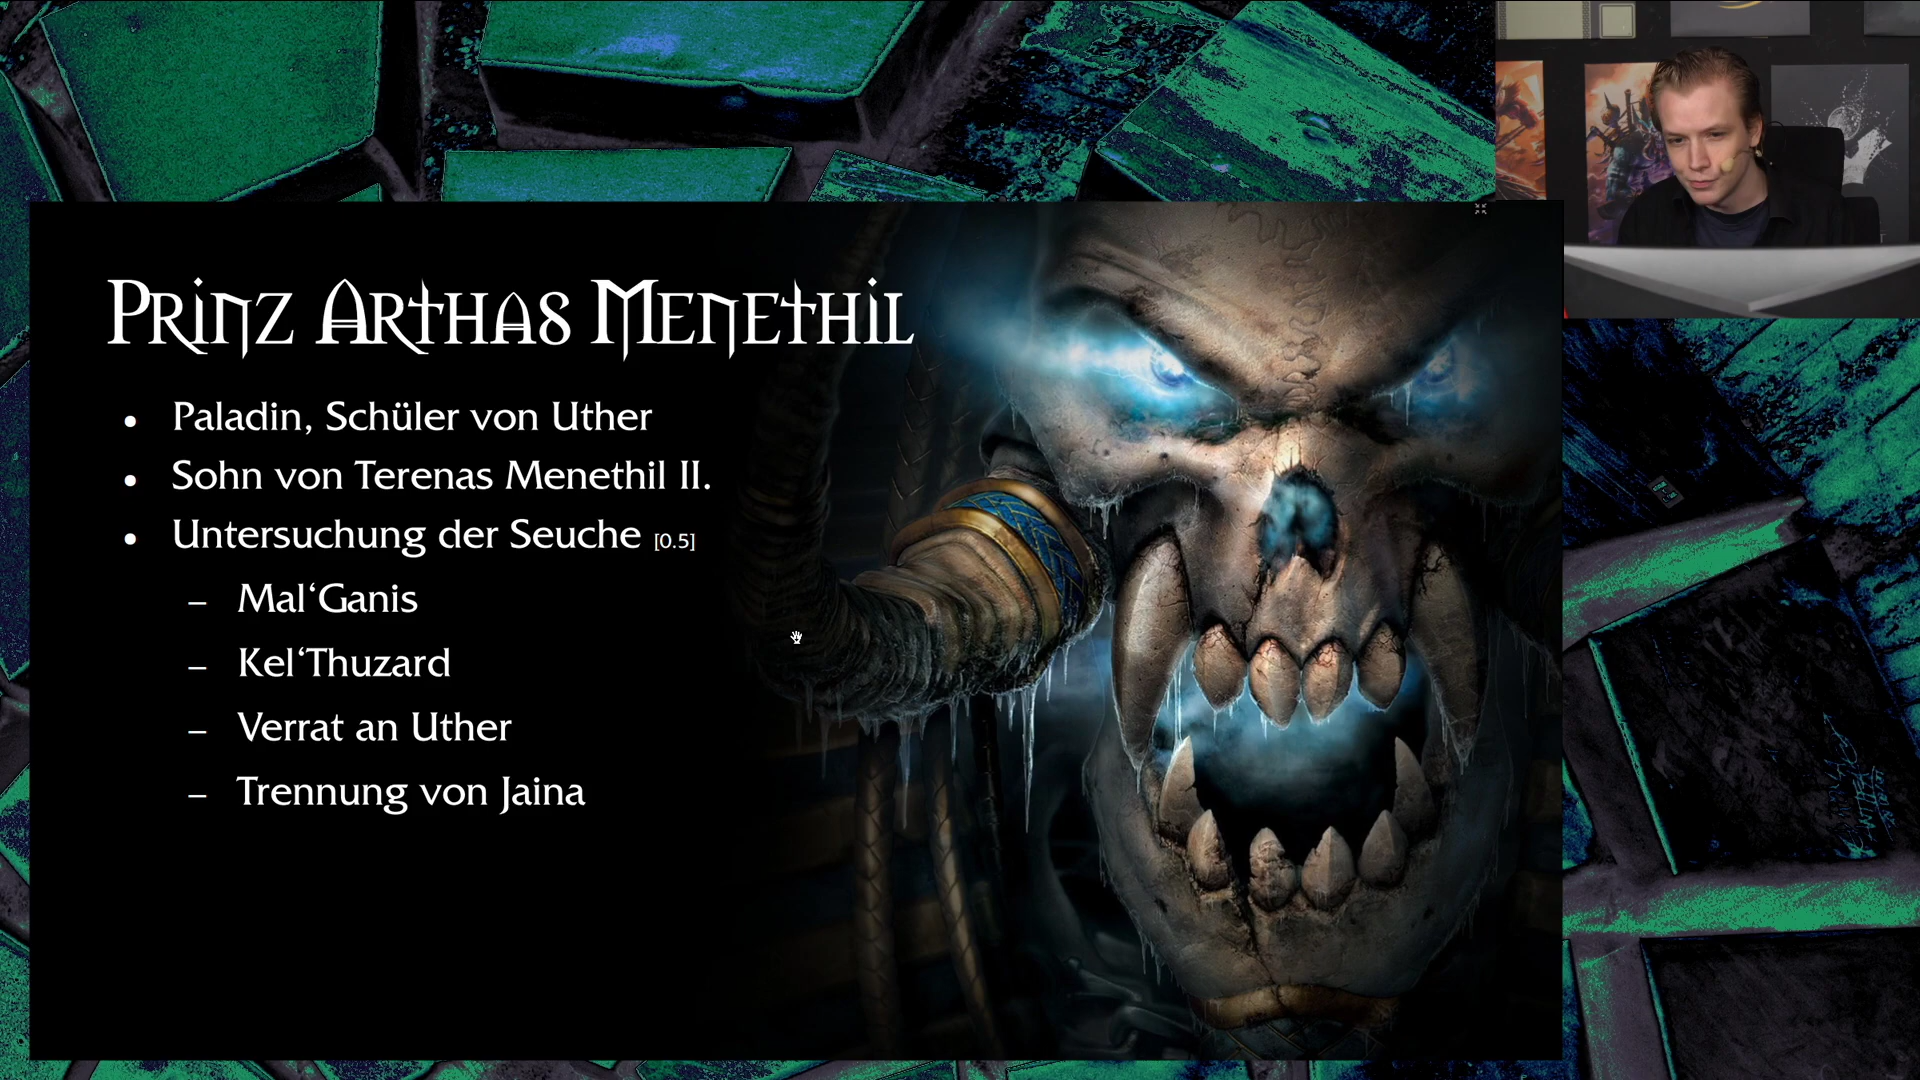 Prinz Arthas Menethil
• Paladin, Schüler von Uther
• Sohn von Terenas Menethil II.
• Untersuchung der Seuche [0.5]
– Mal‘Ganis
– Kel‘Thuzard
– Verrat an Uther
– Trennung von Jaina